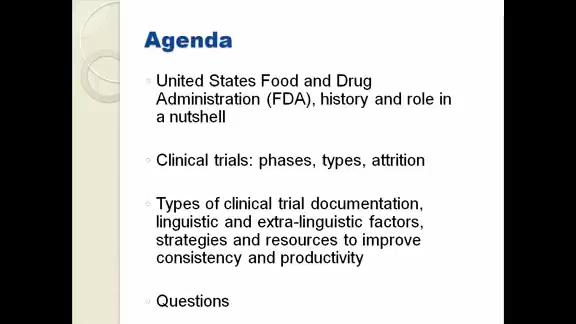 Agenda
United States Food and Drug
Administration (FDA), history and role in
a nutshell
Clinical trials: phases, types, attrition
Types of clinical trial documentation,
linguistic and extra-linguistic factors,
strategies and resources to improve
consistency and productivity
Questions